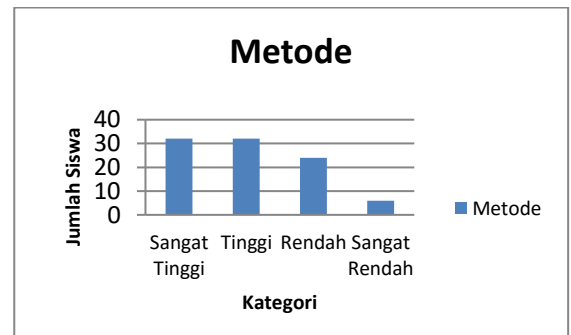 Metode
Jumlah Siswa
40
30
20
10
0
Sangat Tinggi Rendah Sangat
Tinggi Rendah
Kategori
Metode